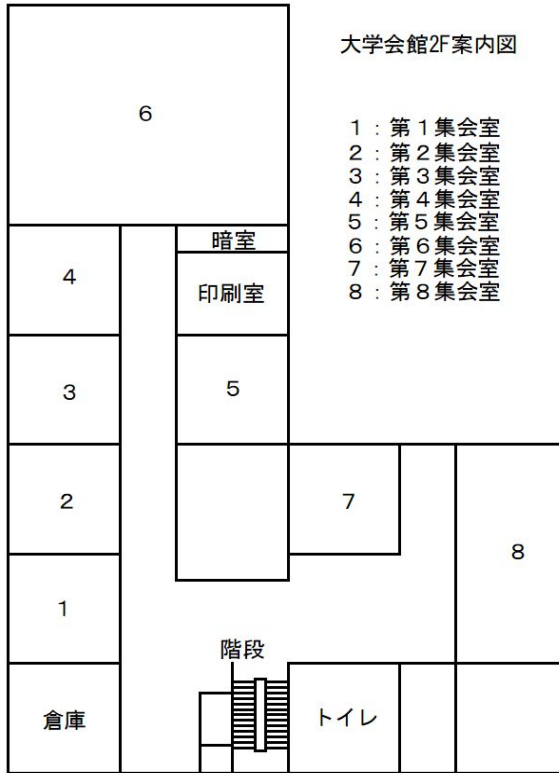 大学会館2F案内図
6
1：第1集会室
2：第2集会室
3：第3集会室
4：第4集会室
5：第5集会室
6：第6集会室
7：第7集会室
8：第8集会室
暗室
4
印刷室
3
5
2
7
8
1
階段
倉庫
トイレ